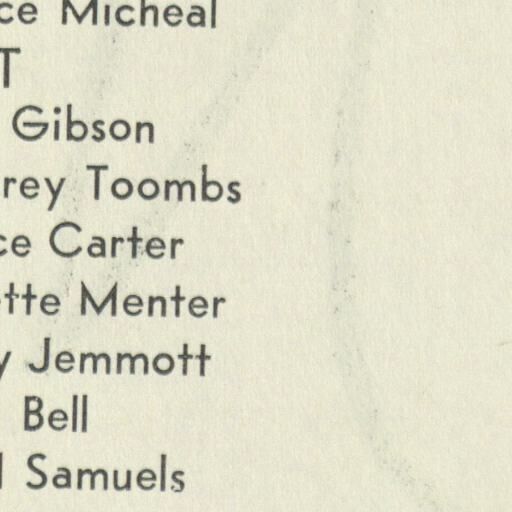 ce Micheal
T
Gibson
rey Toombs
ce Carter
tte Menter
y Jemmott
Bell
l Samuels